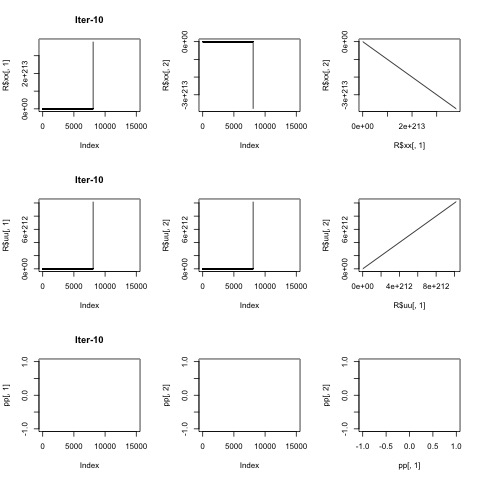 Iter-10
R$xx[, 1]
0e+00 2e+213
0 5000 10000 15000
Index
R$xx[, 2]
-3e+213 0e+00
0 5000 10000 15000
Index
R$xx[, 2]
-3e+213 0e+00
0e+00 2e+213
R$xx[, 1]
Iter-10
R$uu[, 1]
0e+00 6e+212
0 5000 10000 15000
Index
R$uu[, 2]
0e+00 6e+212
0 5000 10000 15000
Index
R$uu[, 2]
0e+00 6e+212
0e+00 4e+212 8e+212
R$uu[, 1]
Iter-10
pp[, 1]
-1.0 0.0 1.0
0 5000 10000 15000
Index
pp[, 2]
-1.0 0.0 1.0
0 5000 10000 15000
Index
pp[, 2]
-1.0 0.0 1.0
-1.0 -0.5 0.0 0.5 1.0
pp[, 1]